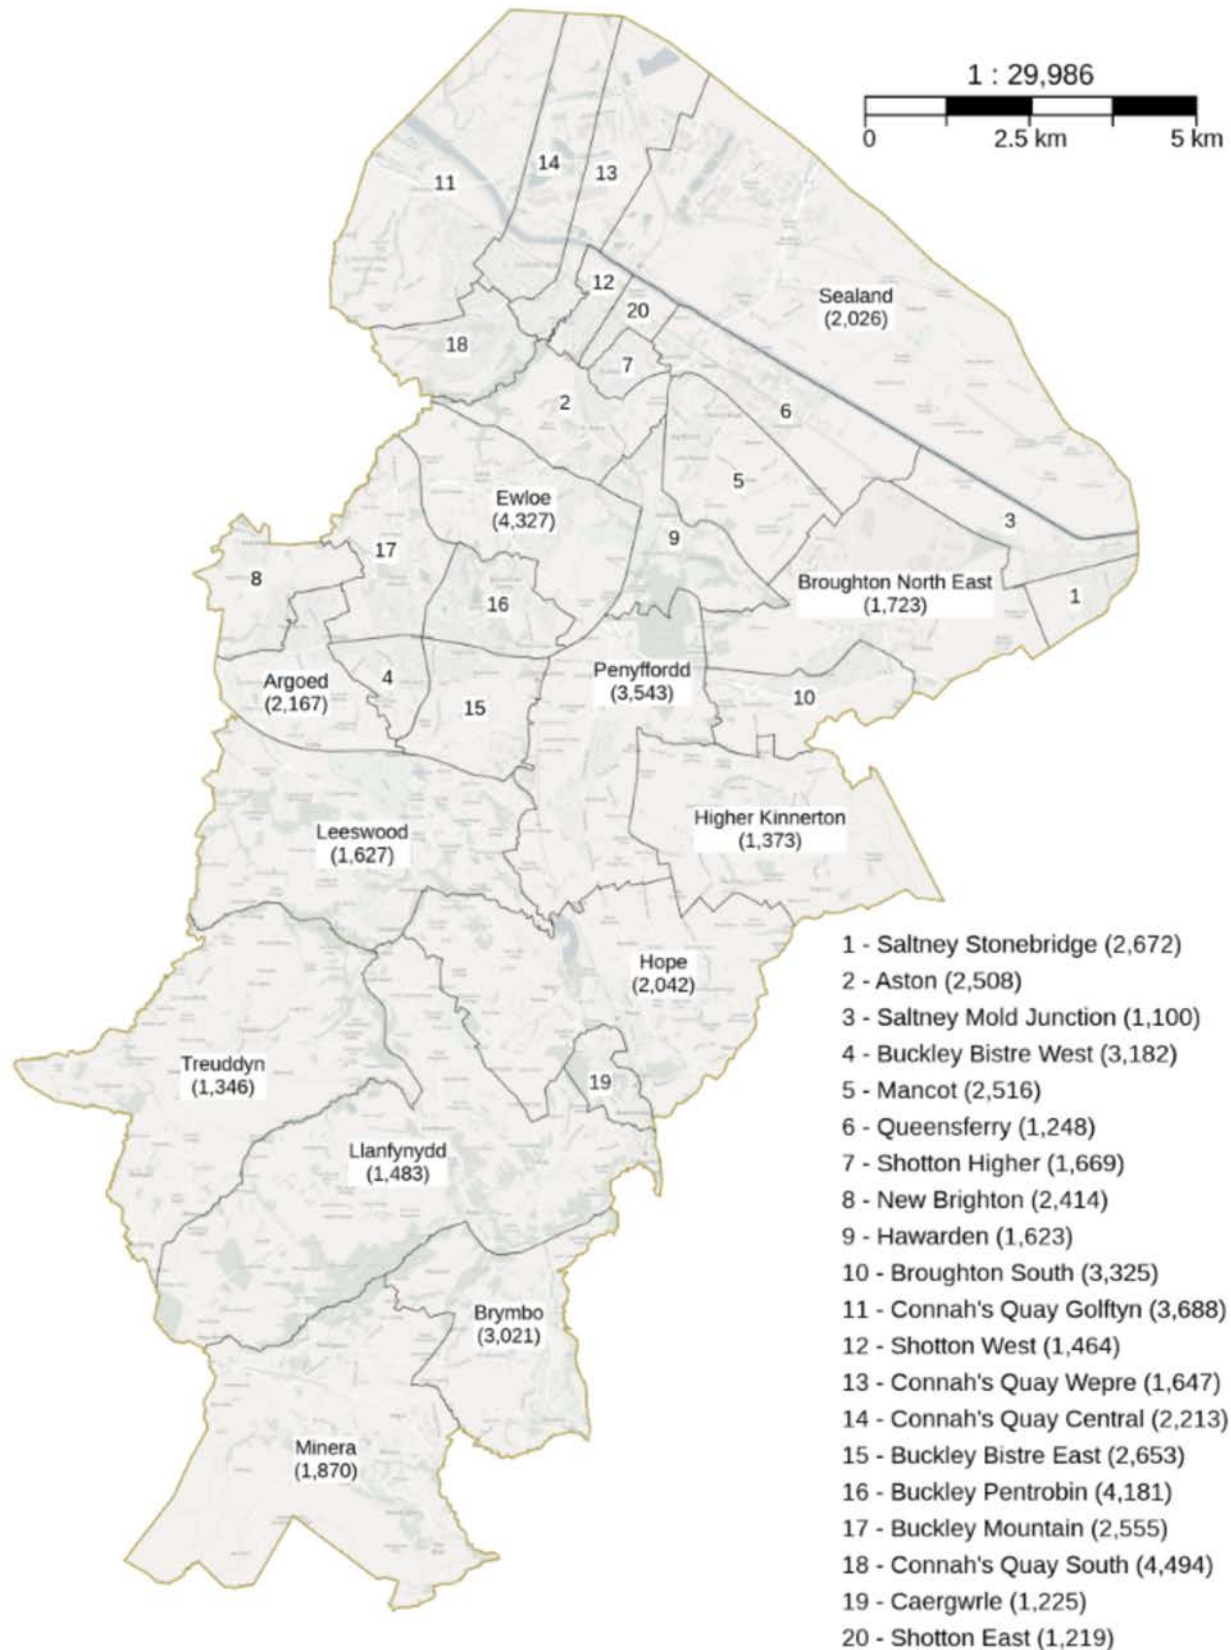 1 : 29,986
0 2.5 km 5 km
14
13
11
12
20
Sealand
(2,026)
18
7
2
6
5
Ewloe
(4,327)
3
9
17
8
Broughton North East
(1,723)
1
16
Argoed
(2,167)
4
Penyffordd
(3,543)
10
15
Leeswood
(1,627)
Higher Kinnerton
(1,373)
Hope
(2,042)
Treuddyn
(1,346)
19
Llanfynydd
(1,483)
Brymbo
(3,021)
Minera
(1,870)
1 - Saltney Stonebridge (2,672)
2 - Aston (2,508)
3 - Saltney Mold Junction (1,100)
4 - Buckley Bistre West (3,182)
5 - Mancot (2,516)
6 - Queensferry (1,248)
7 - Shotton Higher (1,669)
8 - New Brighton (2,414)
9 - Hawarden (1,623)
10 - Broughton South (3,325)
11 - Connah's Quay Golftyn (3,688)
12 - Shotton West (1,464)
13 - Connah's Quay Wepre (1,647)
14 - Connah's Quay Central (2,213)
15 - Buckley Bistre East (2,653)
16 - Buckley Pentrobin (4,181)
17 - Buckley Mountain (2,555)
18 - Connah's Quay South (4,494)
19 - Caergwrle (1,225)
20 - Shotton East (1,219)